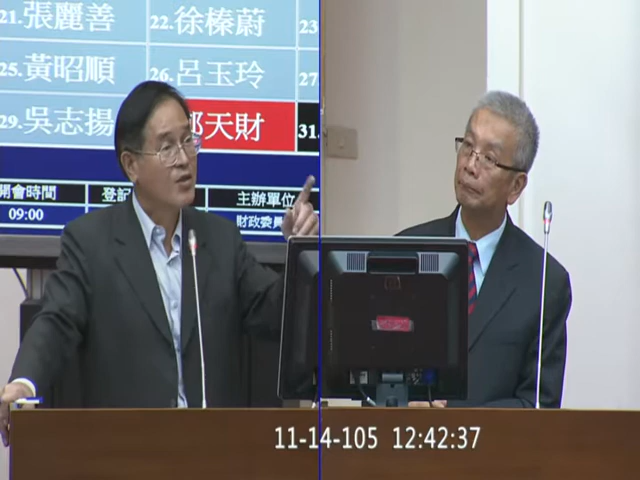 21.張麗善 22.徐榛蔚 23
25.黃昭順 26.呂玉玲 27
29.吳志揚 鄭天財 31.
開會時間 登記 主辦單位
09:00 財政委員
11-14-105 12:42:37